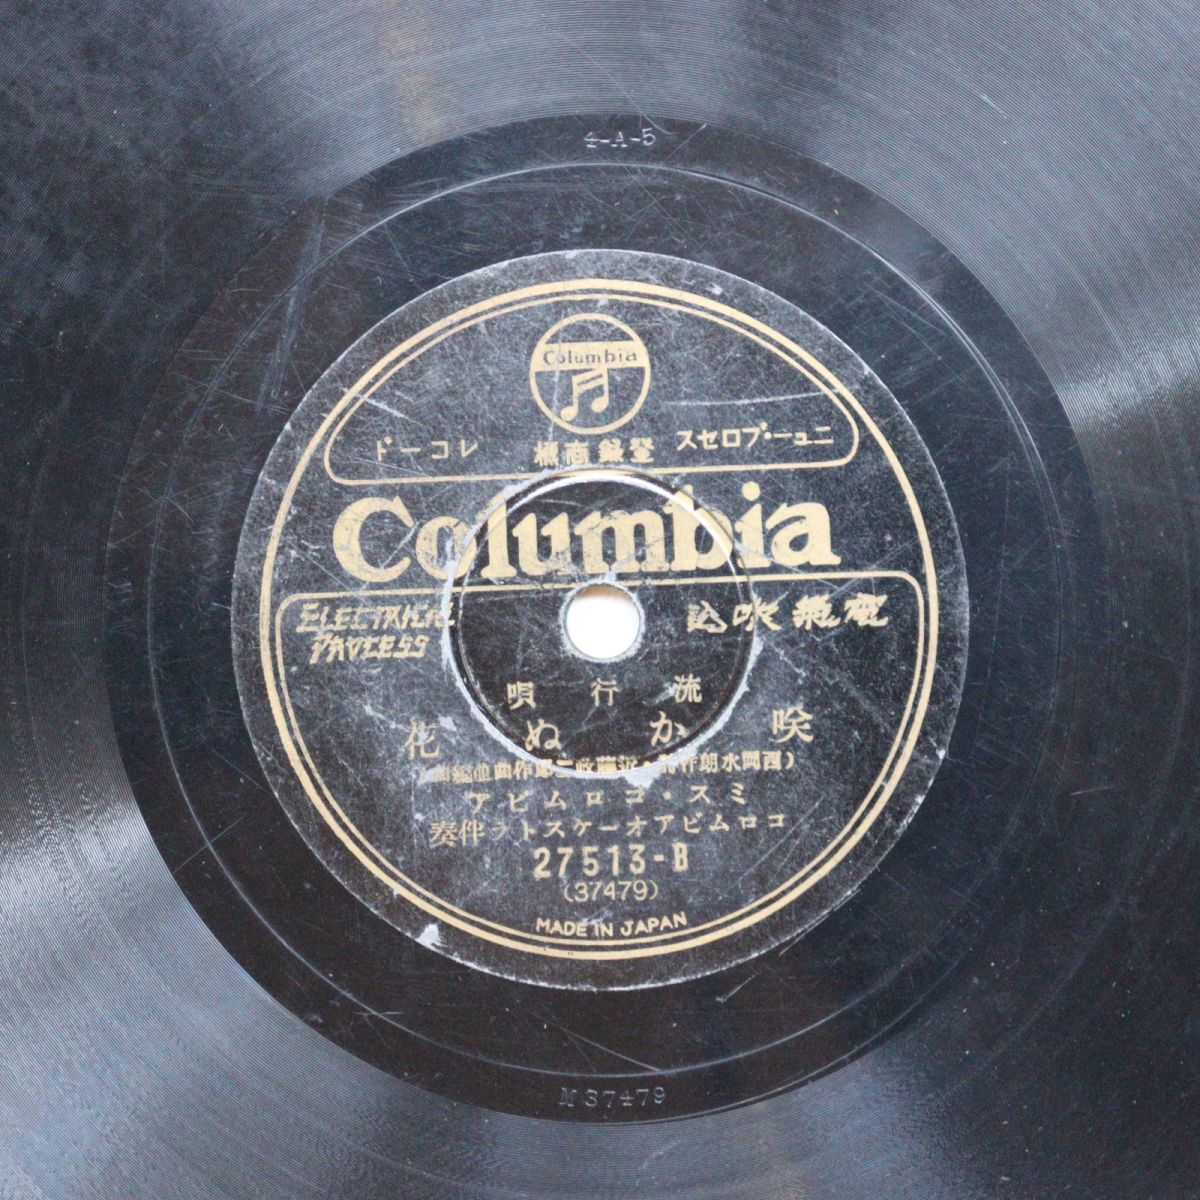 4-A-5
Columbia
ニュー・プロセス 登録商標 レコード
Columbia
電氣吹込
ELECTRICAL
PROCESS
流行唄
咲かぬ花
(西岡水朗作・近藤政二郎作曲並編曲)
ミス・コロムビア
コロムビアオーケストラ伴奏
27513-B
(37479)
MADE IN JAPAN
37479